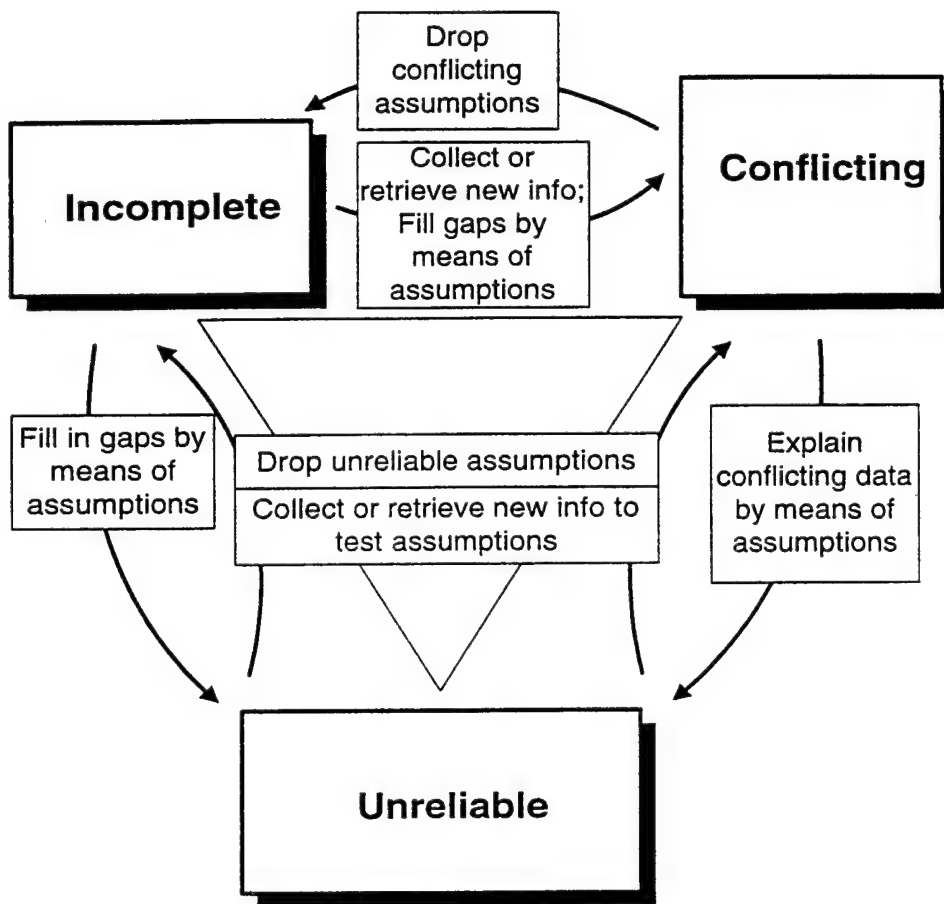 Drop
conflicting
assumptions
Incomplete
Conflicting
Collect or
retrieve new info;
Fill gaps by
means of
assumptions
Fill in gaps by
means of
assumptions
Drop unreliable assumptions
Collect or retrieve new info to
test assumptions
Explain
conflicting data
by means of
assumptions
Unreliable